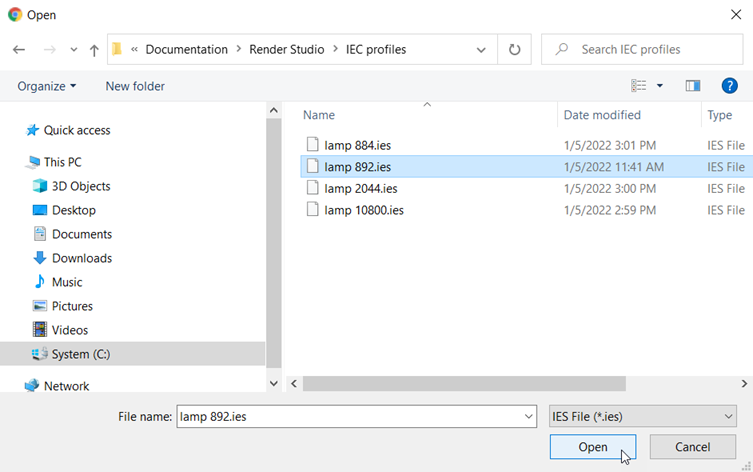 Open
« Documentation > Render Studio > IEC profiles
Search IEC profiles
Organize
New folder
?
Quick access
This PC
3D Objects
Desktop
Documents
Downloads
Music
Pictures
Videos
System (C:)
Network
Name Date modified Type
lamp 884.ies 1/5/2022 3:01 PM IES File
lamp 892.ies 1/5/2022 11:41 AM IES File
lamp 2044.ies 1/5/2022 3:00 PM IES File
lamp 10800.ies 1/5/2022 2:59 PM IES File
File name: lamp 892.ies
IES File (*.ies)
Open
Cancel